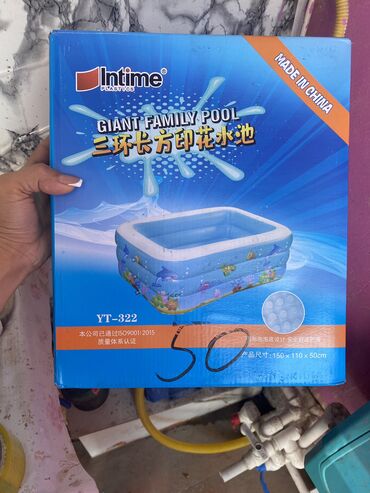 Intime®
PLASTICS
MADE IN CHINA
GIANT FAMILY POOL
三环长方印花水池
YT-322
本公司已通过ISO9001:2015
质量体系认证
50
产品尺寸:150×110×50cm